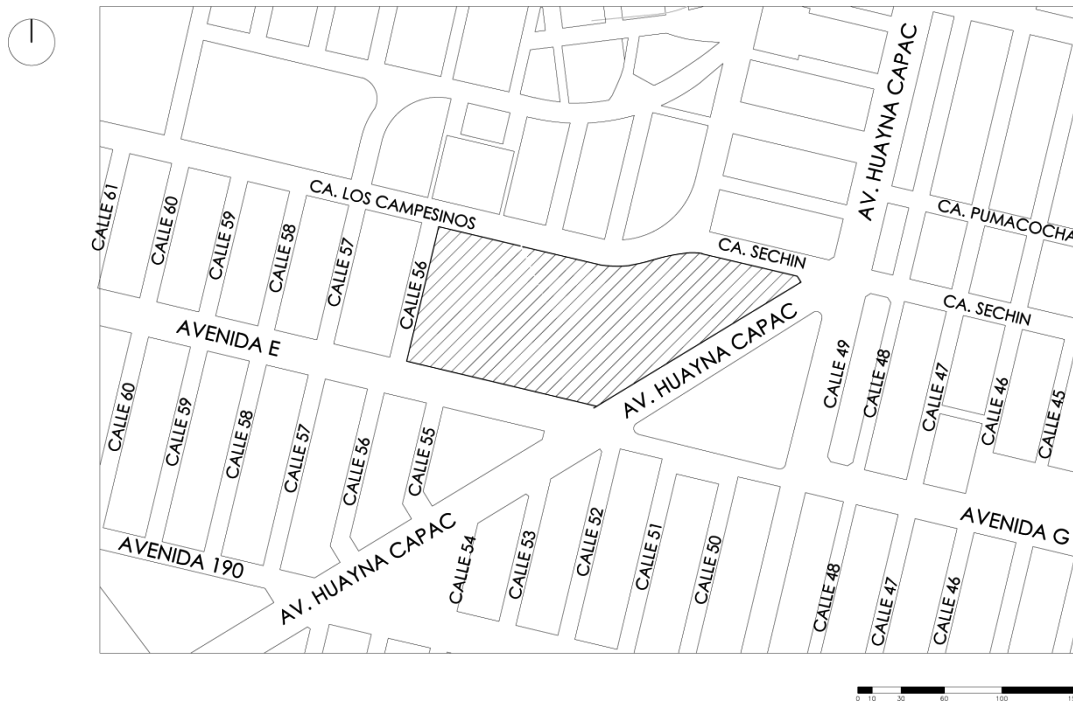 AV. HUAYNA CAPAC
CA. LOS CAMPESINOS
CA. PUMACOCHA
CALLE 61
CALLE 60
CALLE 59
CALLE 58
CALLE 57
CALLE 56
CA. SECHIN
CA. SECHIN
AVENIDA E
AV. HUAYNA CAPAC
CALLE 49
CALLE 48
CALLE 47
CALLE 46
CALLE 45
CALLE 60
CALLE 59
CALLE 58
CALLE 57
CALLE 56
CALLE 55
AVENIDA G
AVENIDA 190
AV. HUAYNA CAPAC
CALLE 54
CALLE 53
CALLE 52
CALLE 51
CALLE 50
CALLE 48
CALLE 47
CALLE 46
0 10 30 60 100